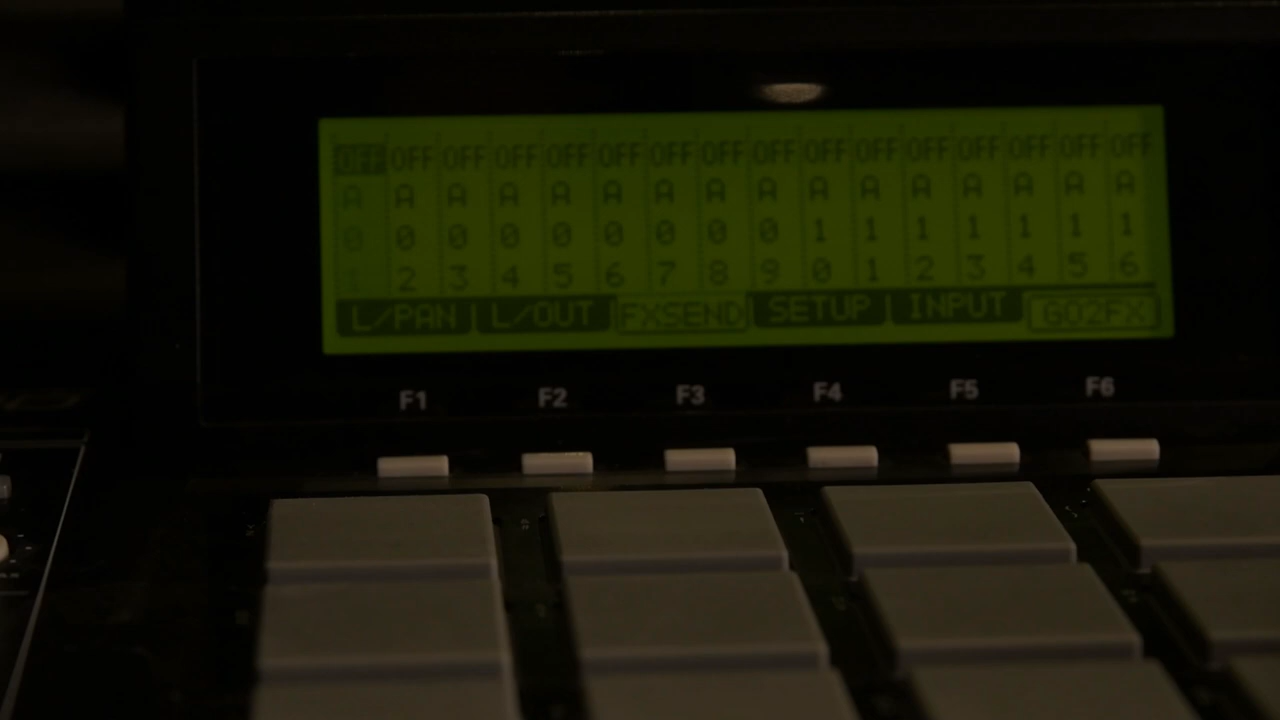 OFF OFF OFF OFF OFF OFF OFF OFF OFF OFF OFF OFF OFF OFF OFF OFF
A A A A A A A A A A A A A A A A
0 0 0 0 0 0 0 0 0 1 1 1 1 1 1 1
1 2 3 4 5 6 7 8 9 0 1 2 3 4 5 6
L/PAN L/OUT FXSEND SETUP INPUT GO2FX
F1 F2 F3 F4 F5 F6